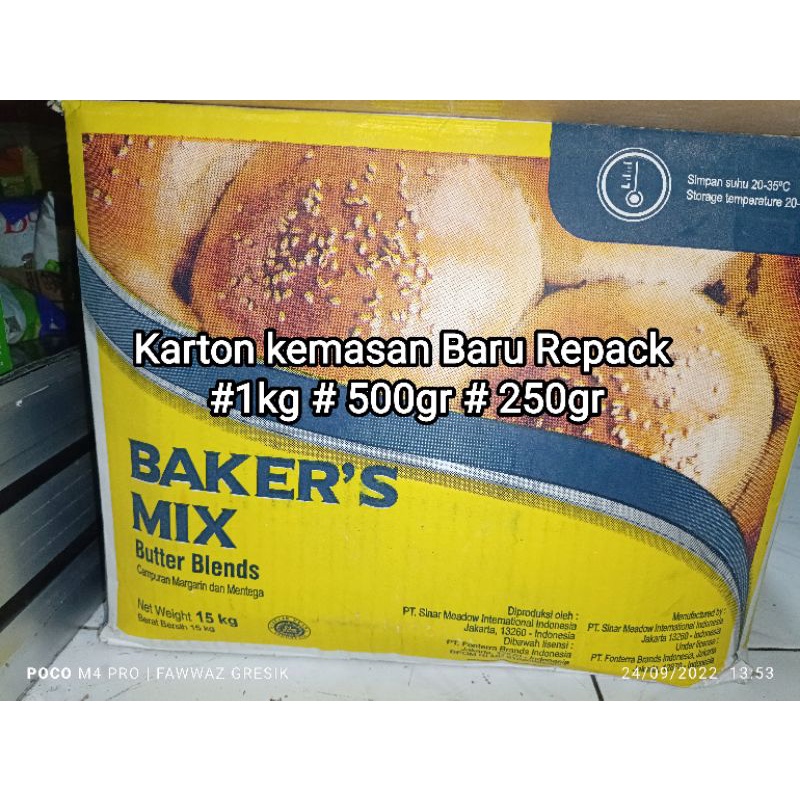 Simpan suhu 20-35°C
Storage temperature 20-
Karton kemasan Baru Repack
#1kg # 500gr # 250gr
BAKER'S
MIX
Butter Blends
Campuran Margarin dan Mentega
Net Weight 15 kg
Berat Bersih 15 kg
Diproduksi oleh :
PT. Sinar Meadow International Indonesia
Jakarta, 13260 - Indonesia
Dibawah lisensi :
PT. Fonterra Brands Indonesia
Manufactured by :
PT. Sinar Meadow International Indonesia
Jakarta 13260 - Indonesia
Under license :
PT. Fonterra Brands Indonesia, Jakarta
POCO M4 PRO | FAWWAZ GRESIK
24/09/2022 13:53